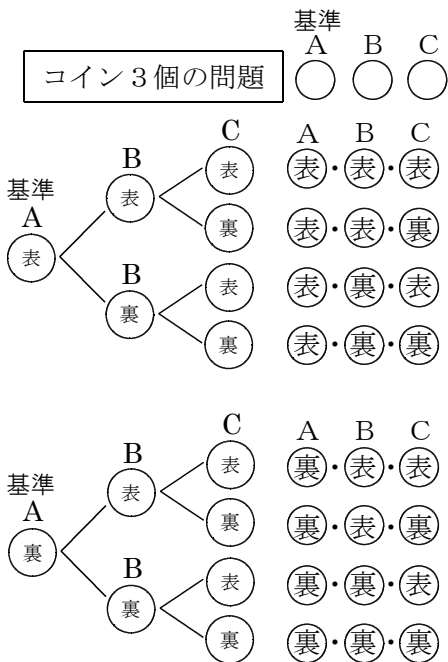 基準
A B C
コイン3個の問題
C A B C
B 表 表・表・表
基準 表
A 裏 表・表・裏
表 B 表 表・裏・表
裏
裏 表・裏・裏
C A B C
B 表 裏・表・表
基準 表
A 裏 裏・表・裏
裏 B 表 裏・裏・表
裏
裏 裏・裏・裏